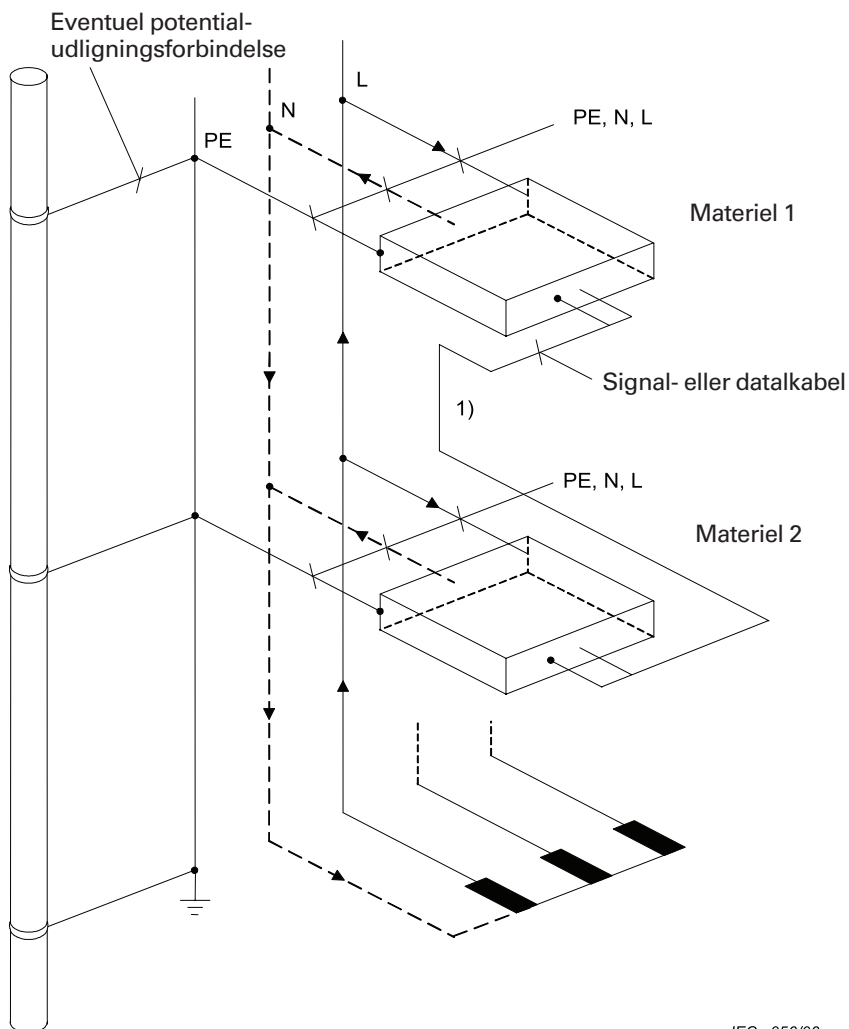 Eventuel potential-
udligningsforbindelse
L
N
PE, N, L
PE
Materiel 1
Signal- eller datalkabel
1)
PE, N, L
Materiel 2